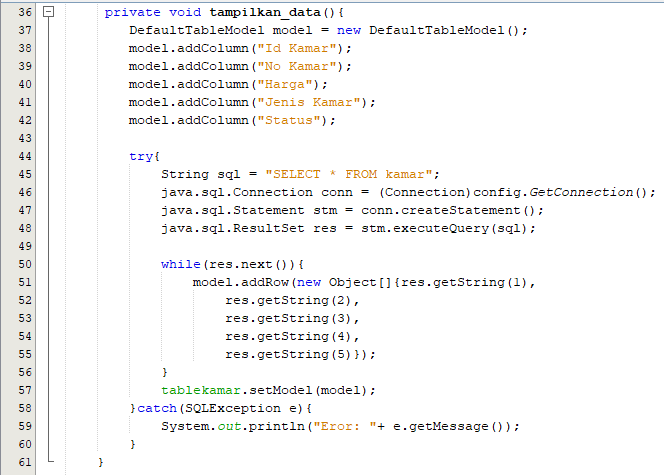 36 private void tampilkan_data(){
37 DefaultTableModel model = new DefaultTableModel();
38 model.addColumn("Id Kamar");
39 model.addColumn("No Kamar");
40 model.addColumn("Harga");
41 model.addColumn("Jenis Kamar");
42 model.addColumn("Status");
43
44 try{
45 String sql = "SELECT * FROM kamar";
46 java.sql.Connection conn = (Connection)config.GetConnection();
47 java.sql.Statement stm = conn.createStatement();
48 java.sql.ResultSet res = stm.executeQuery(sql);
49
50 while(res.next()){
51 model.addRow(new Object[]{res.getString(1),
52 res.getString(2),
53 res.getString(3),
54 res.getString(4),
55 res.getString(5)});
56 }
57 tablekamar.setModel(model);
58 }catch(SQLException e){
59 System.out.println("Eror: "+ e.getMessage());
60 }
61 }